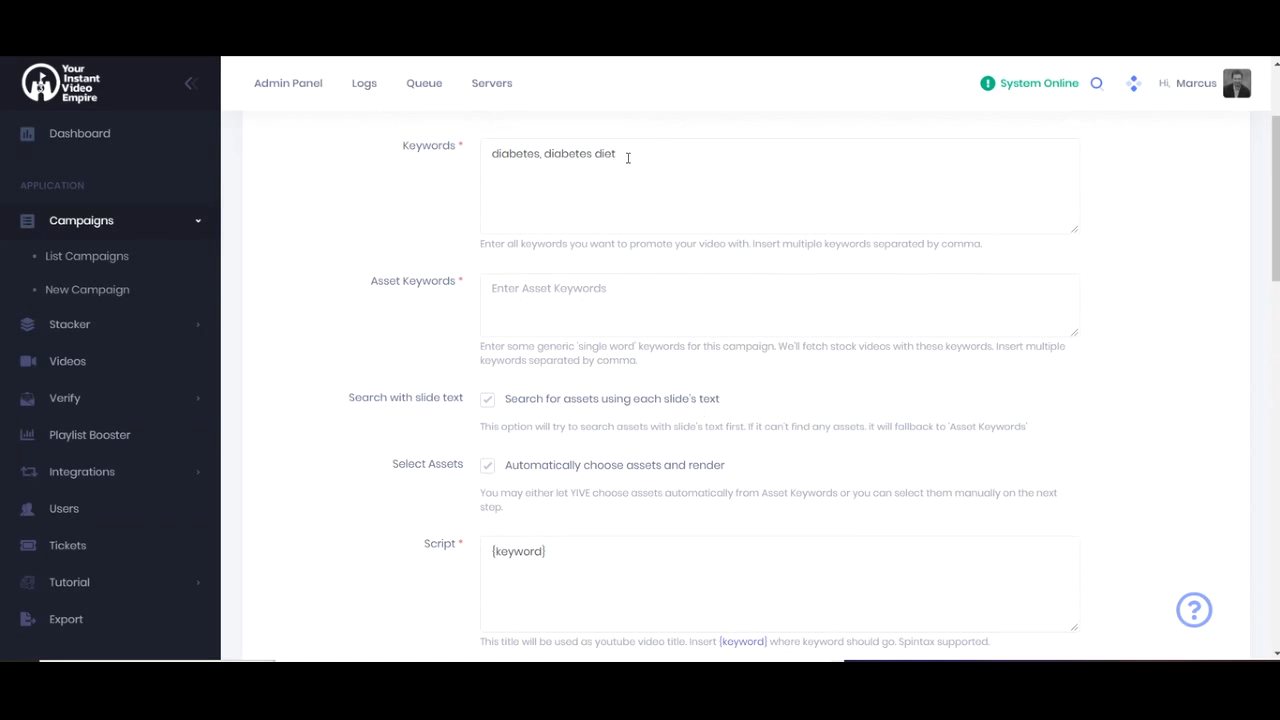 Your
Instant
Video
Empire
Admin Panel
Logs
Queue
Servers
System Online
Hi, Marcus
Dashboard
APPLICATION
Campaigns
List Campaigns
New Campaign
Stacker
Videos
Verify
Playlist Booster
Integrations
Users
Tickets
Tutorial
Export
Keywords *
diabetes, diabetes diet
Enter all keywords you want to promote your video with. Insert multiple keywords separated by comma.
Asset Keywords *
Enter Asset Keywords
Enter some generic 'single word' keywords for this campaign. We'll fetch stock videos with these keywords. Insert multiple
keywords separated by comma.
Search with slide text
Search for assets using each slide's text
This option will try to search assets with slide's text first. If it can't find any assets. it will fallback to 'Asset Keywords'
Select Assets
Automatically choose assets and render
You may either let YIVE choose assets automatically from Asset Keywords or you can select them manually on the next
step.
Script *
{keyword}
This title will be used as youtube video title. Insert {keyword} where keyword should go. Spintax supported.